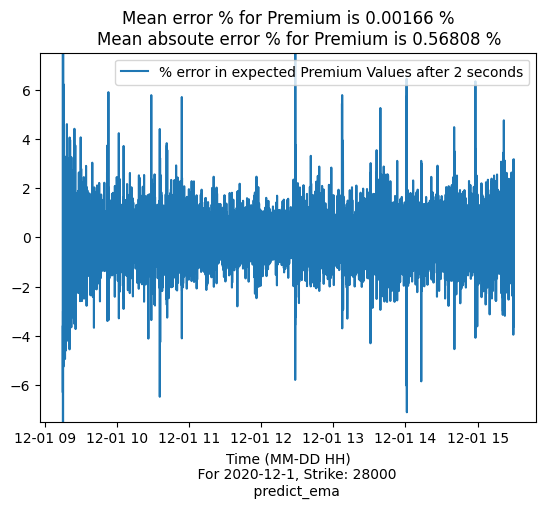 Mean error % for Premium is 0.00166 %
Mean absoute error % for Premium is 0.56808 %
% error in expected Premium Values after 2 seconds
6
4
2
0
−2
−4
−6
12-01 09 12-01 10 12-01 11 12-01 12 12-01 13 12-01 14 12-01 15
Time (MM-DD HH)
For 2020-12-1, Strike: 28000
predict_ema